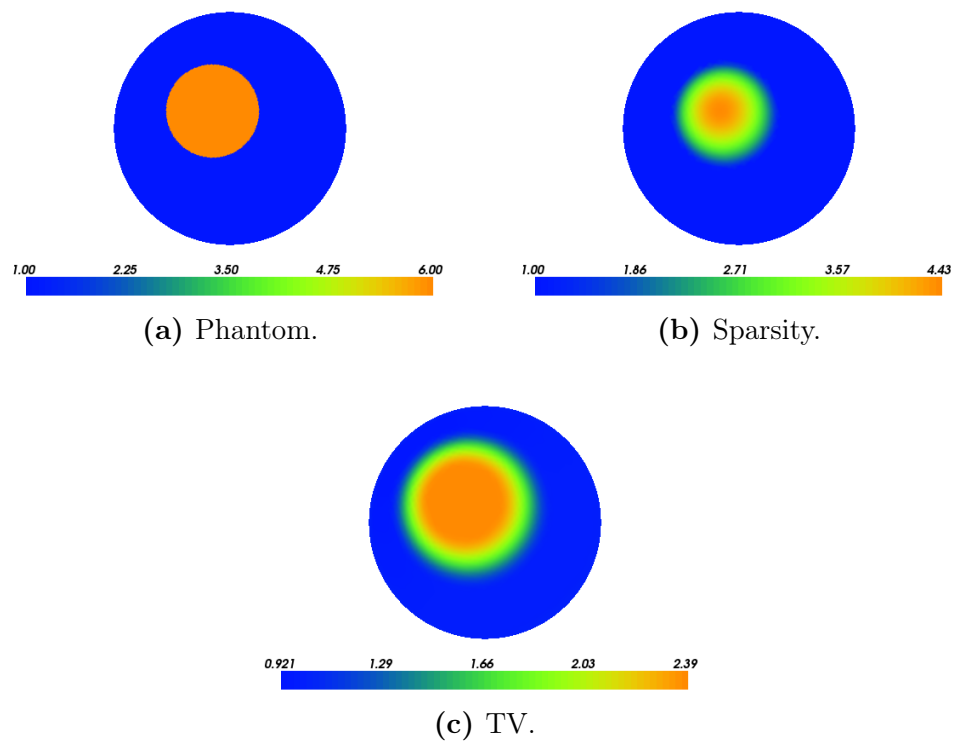 1.00 2.25 3.50 4.75 6.00
(a) Phantom.
1.00 1.86 2.71 3.57 4.43
(b) Sparsity.
0.921 1.29 1.66 2.03 2.39
(c) TV.